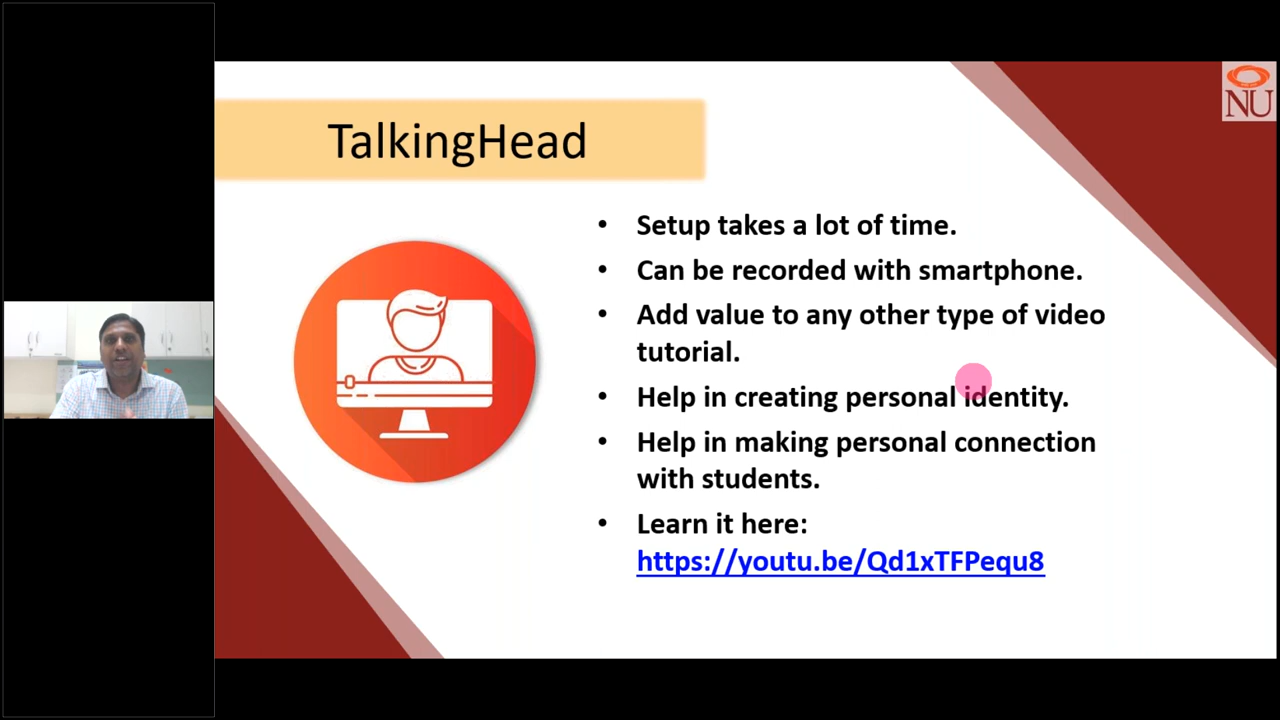 NU
TalkingHead
• Setup takes a lot of time.
• Can be recorded with smartphone.
• Add value to any other type of video
tutorial.
• Help in creating personal identity.
• Help in making personal connection
with students.
• Learn it here:
https://youtu.be/Qd1xTFPequ8